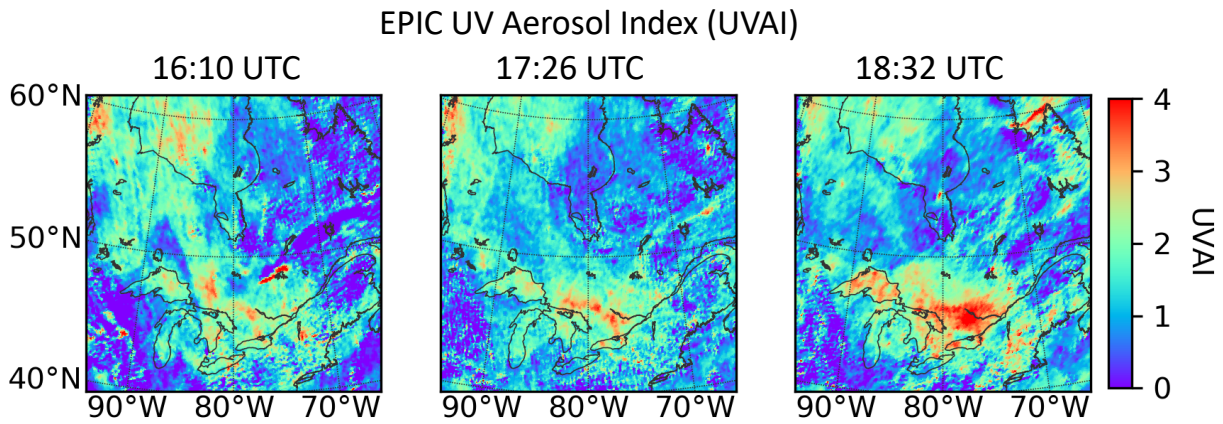 EPIC UV Aerosol Index (UVAI)
16:10 UTC 17:26 UTC 18:32 UTC
60°N
50°N
40°N
90°W 80°W 70°W 90°W 80°W 70°W 90°W 80°W 70°W
4
3
2
1
0
UVAI